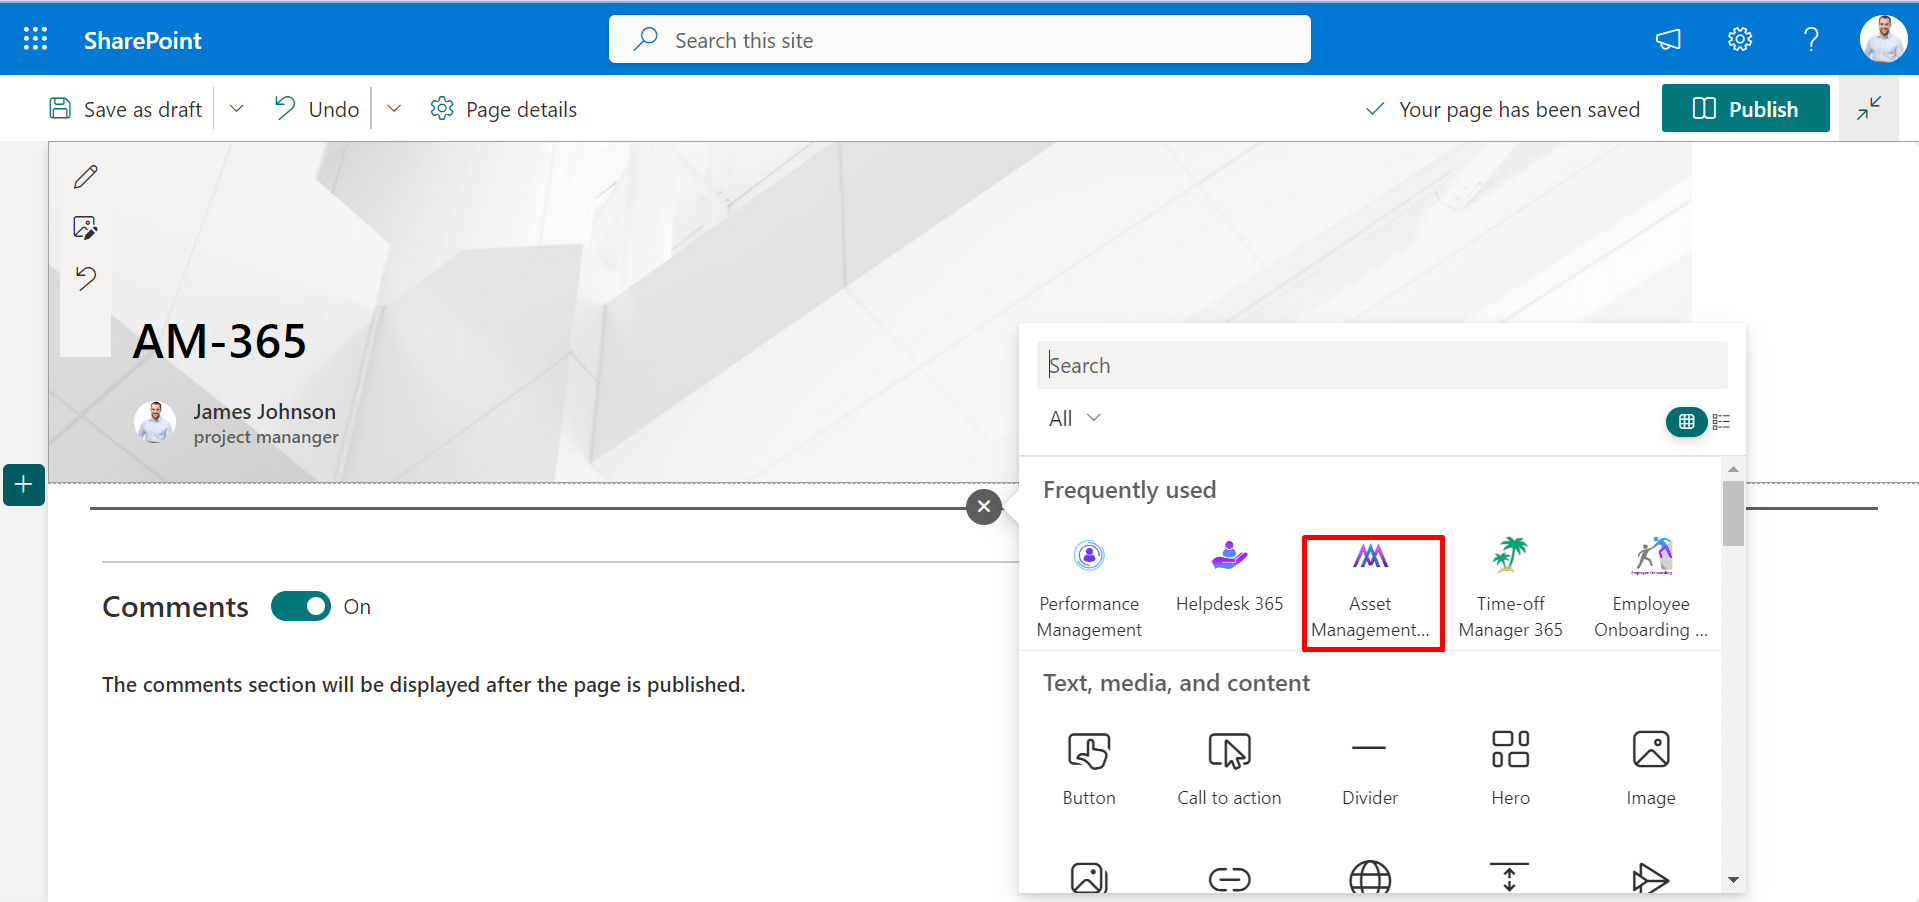 SharePoint
Search this site
Save as draft
Undo
Page details
Your page has been saved
Publish
AM-365
James Johnson
project mananger
Search
All
Frequently used
Performance
Management
Helpdesk 365
Asset
Management...
Time-off
Manager 365
Employee Onboarding
Employee
Onboarding ...
Comments
On
The comments section will be displayed after the page is published.
Text, media, and content
Button
Call to action
Divider
Hero
Image